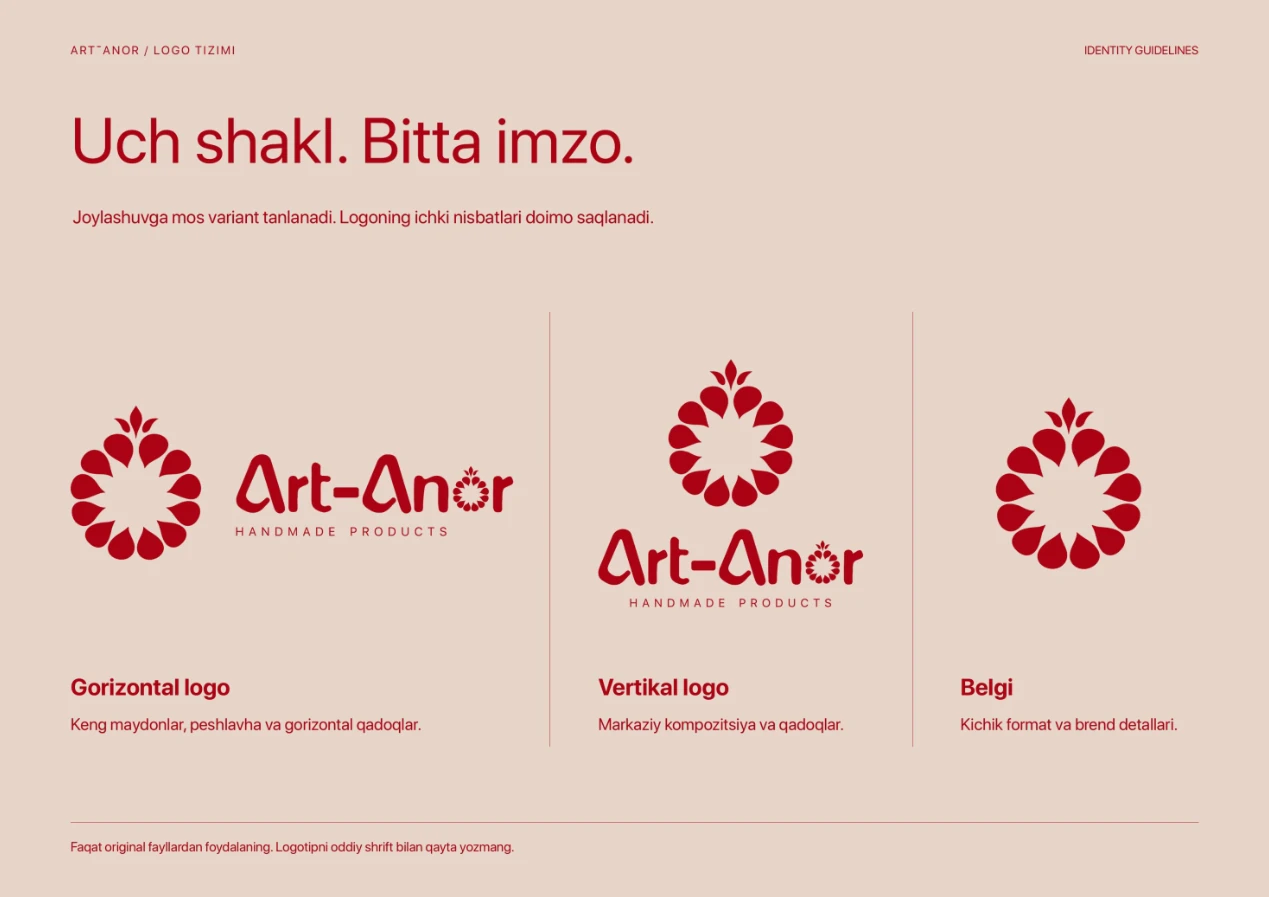 ART˜ANOR / LOGO TIZIMI
IDENTITY GUIDELINES
Uch shakl. Bitta imzo.
Joylashuvga mos variant tanlanadi. Logoning ichki nisbatlari doimo saqlanadi.
Art-Anor
HANDMADE PRODUCTS
Art-Anor
HANDMADE PRODUCTS
Gorizontal logo
Keng maydonlar, peshlavha va gorizontal qadoqlar.
Vertikal logo
Markaziy kompozitsiya va qadoqlar.
Belgi
Kichik format va brend detallari.
Faqat original fayllardan foydalaning. Logotipni oddiy shrift bilan qayta yozmang.